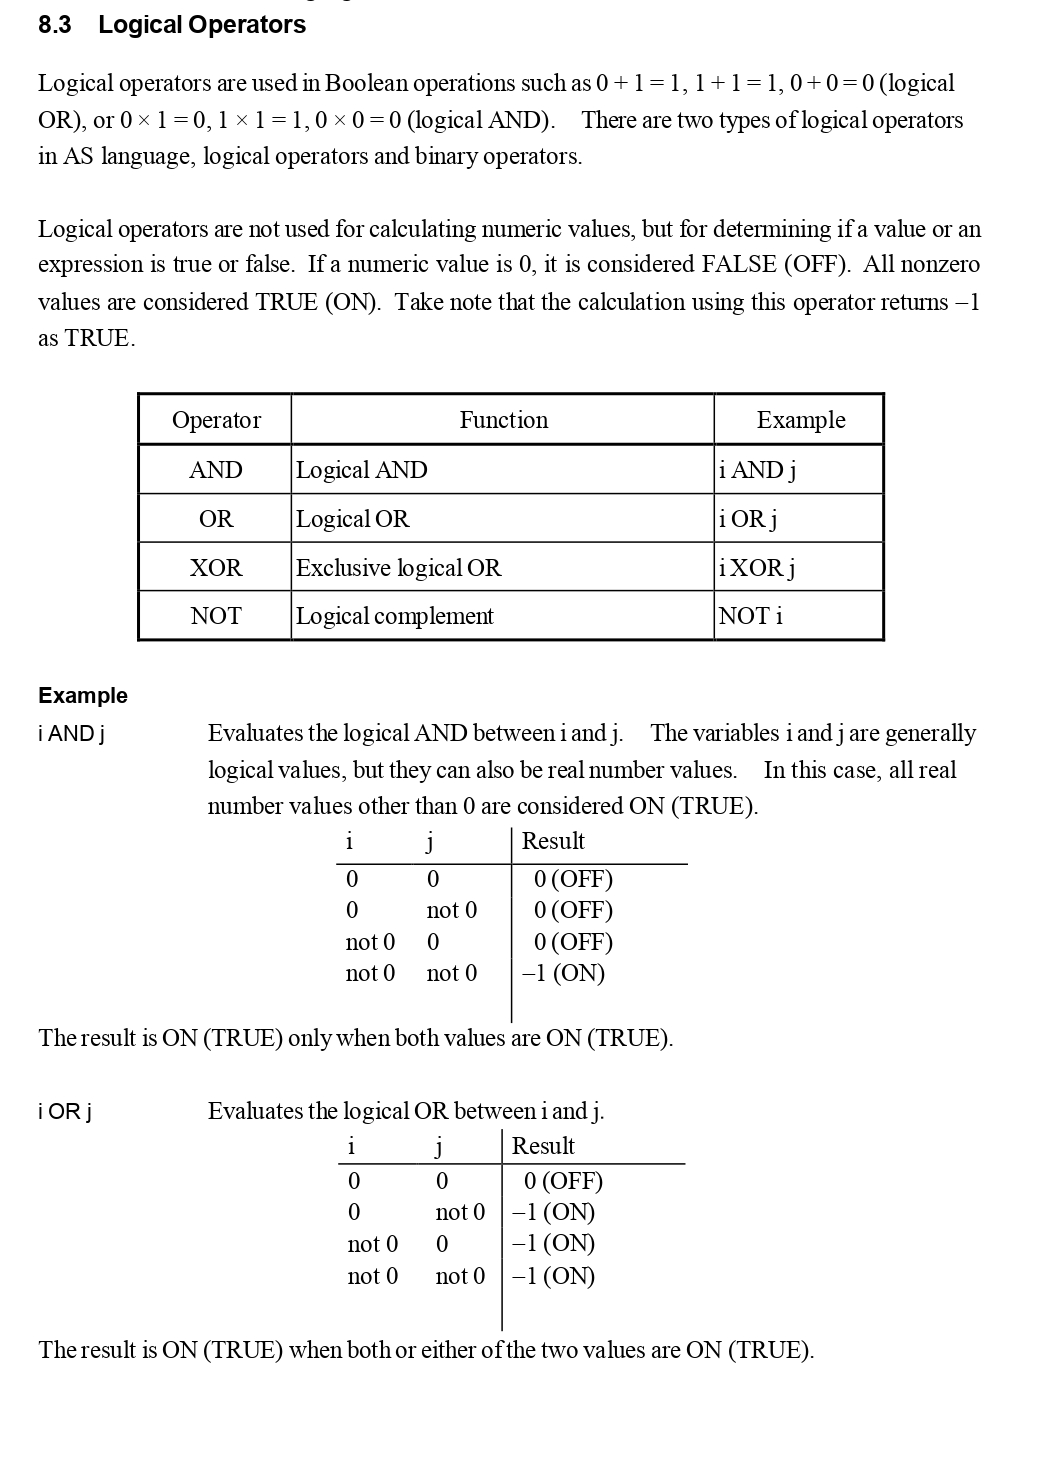 8.3 Logical Operators
Logical operators are used in Boolean operations such as 0 + 1 = 1, 1 + 1 = 1, 0 + 0 = 0 (logical
OR), or 0 × 1 = 0, 1 × 1 = 1, 0 × 0 = 0 (logical AND). There are two types of logical operators
in AS language, logical operators and binary operators.
Logical operators are not used for calculating numeric values, but for determining if a value or an
expression is true or false. If a numeric value is 0, it is considered FALSE (OFF). All nonzero
values are considered TRUE (ON). Take note that the calculation using this operator returns –1
as TRUE.
Operator Function Example
AND Logical AND i AND j
OR Logical OR i OR j
XOR Exclusive logical OR i XOR j
NOT Logical complement NOT i
Example
i AND j Evaluates the logical AND between i and j. The variables i and j are generally
logical values, but they can also be real number values. In this case, all real
number values other than 0 are considered ON (TRUE).
i j Result
0 0 0 (OFF)
0 not 0 0 (OFF)
not 0 0 0 (OFF)
not 0 not 0 –1 (ON)
The result is ON (TRUE) only when both values are ON (TRUE).
i OR j Evaluates the logical OR between i and j.
i j Result
0 0 0 (OFF)
0 not 0 –1 (ON)
not 0 0 –1 (ON)
not 0 not 0 –1 (ON)
The result is ON (TRUE) when both or either of the two values are ON (TRUE).